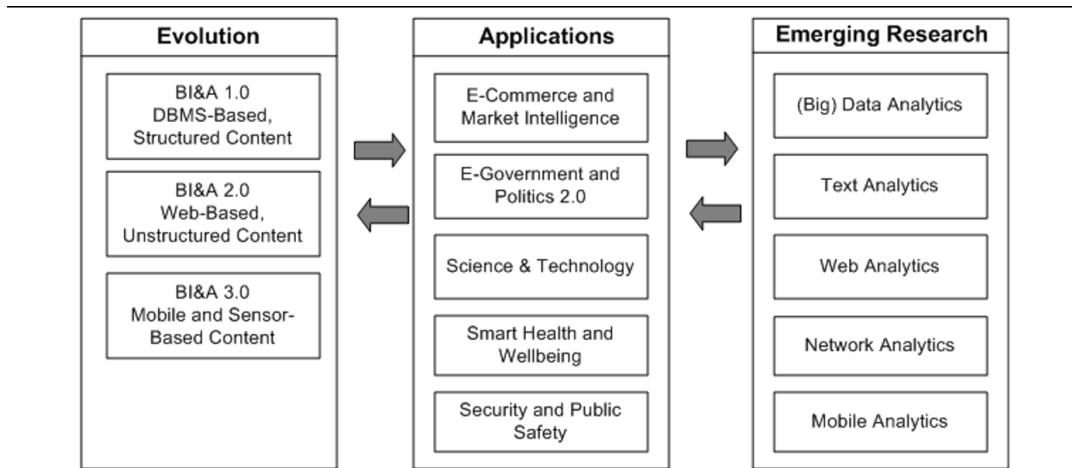 Evolution
BI&A 1.0
DBMS-Based,
Structured Content
BI&A 2.0
Web-Based,
Unstructured Content
BI&A 3.0
Mobile and Sensor-
Based Content
Applications
E-Commerce and
Market Intelligence
E-Government and
Politics 2.0
Science & Technology
Smart Health and
Wellbeing
Security and Public
Safety
Emerging Research
(Big) Data Analytics
Text Analytics
Web Analytics
Network Analytics
Mobile Analytics